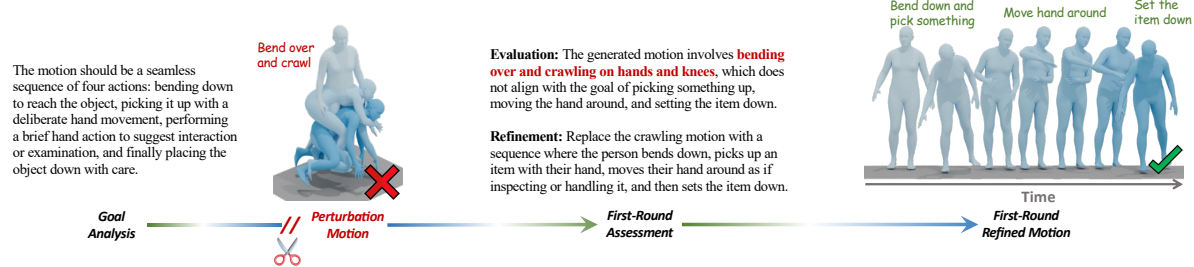 The motion should be a seamless
sequence of four actions: bending down
to reach the object, picking it up with a
deliberate hand movement, performing
a brief hand action to suggest interaction
or examination, and finally placing the
object down with care.
Bend over
and crawl
Evaluation: The generated motion involves bending
over and crawling on hands and knees, which does
not align with the goal of picking something up,
moving the hand around, and setting the item down.
Refinement: Replace the crawling motion with a
sequence where the person bends down, picks up an
item with their hand, moves their hand around as if
inspecting or handling it, and then sets the item down.
Bend down and
pick something
Move hand around
Set the
item down
Time
Goal
Analysis
//
Perturbation
Motion
First-Round
Assessment
First-Round
Refined Motion